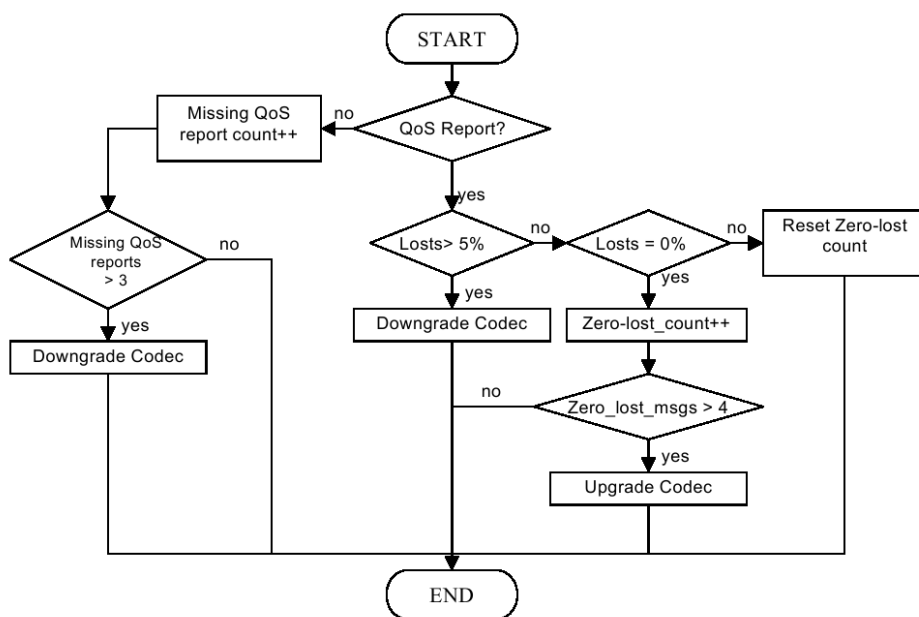 START
QoS Report?
no
Missing QoS
report count++
yes
Missing QoS
reports
> 3
no
yes
Downgrade Codec
Losts> 5%
no
Losts = 0%
no
Reset Zero-lost
count
yes
Downgrade Codec
yes
Zero-lost_count++
Zero_lost_msgs > 4
no
yes
Upgrade Codec
END